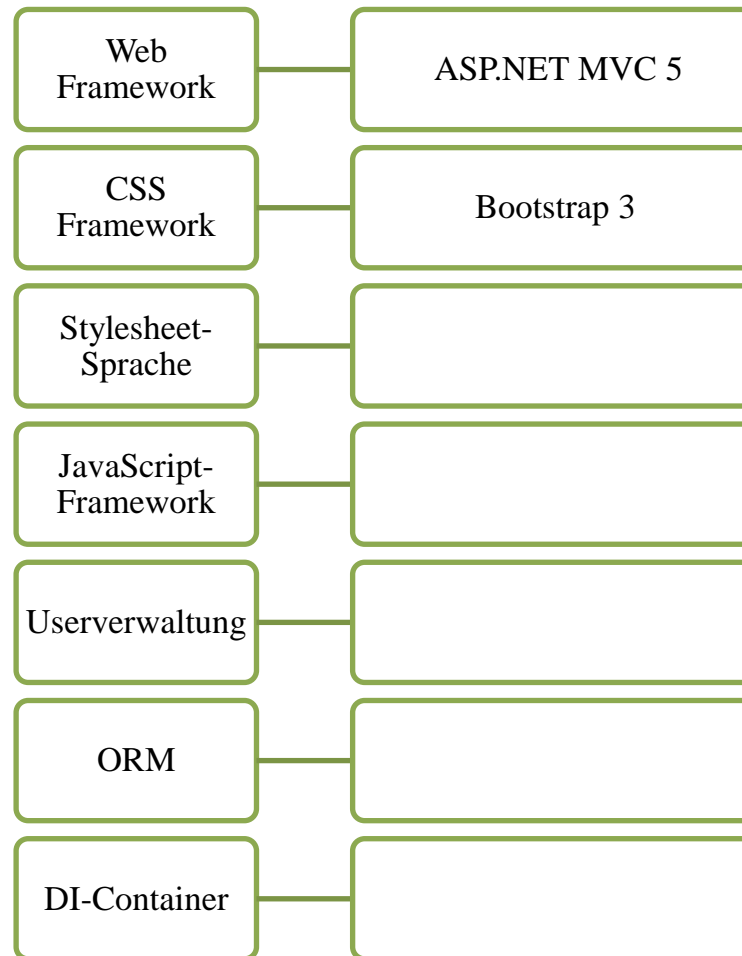 Web
Framework
ASP.NET MVC 5
CSS
Framework
Bootstrap 3
Stylesheet-
Sprache
JavaScript-
Framework
Userverwaltung
ORM
DI-Container